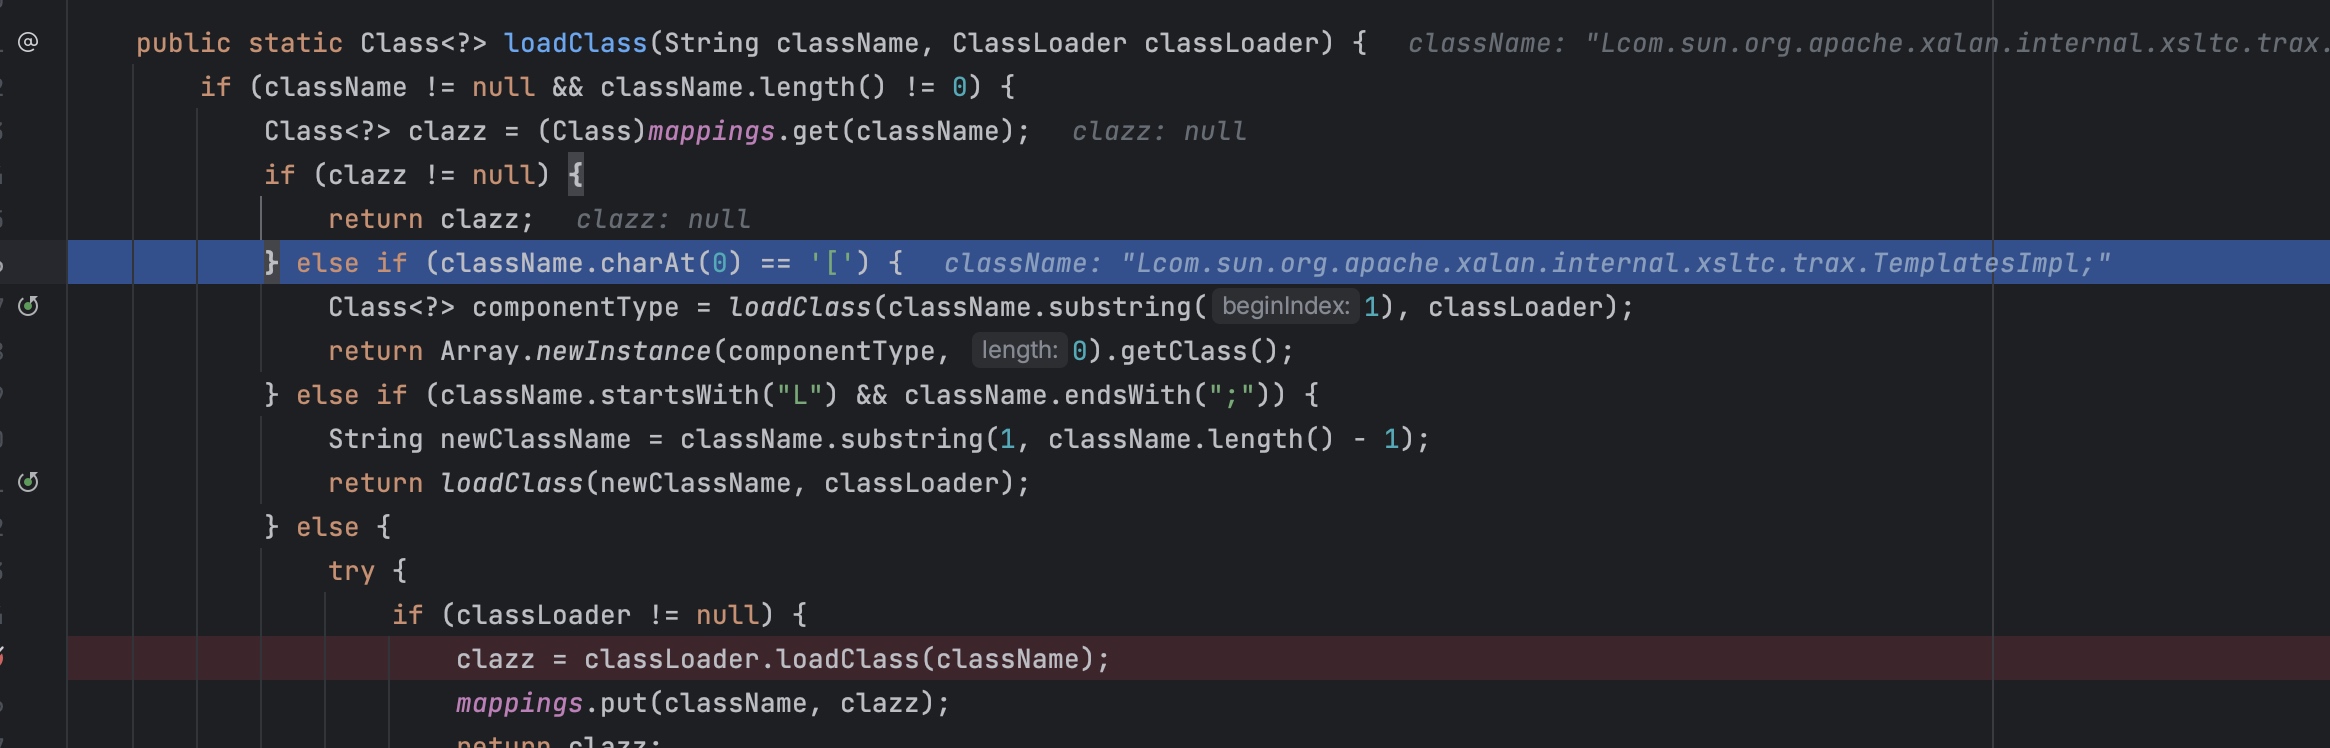 public static Class<?> loadClass(String className, ClassLoader classLoader) {   className: "Lcom.sun.org.apache.xalan.internal.xsltc.trax.
if (className != null && className.length() != 0) {
Class<?> clazz = (Class)mappings.get(className);   clazz: null
if (clazz != null) {
return clazz;   clazz: null
} else if (className.charAt(0) == '[') {   className: "Lcom.sun.org.apache.xalan.internal.xsltc.trax.TemplatesImpl;"
Class<?> componentType = loadClass(className.substring( beginIndex: 1), classLoader);
return Array.newInstance(componentType, length: 0).getClass();
} else if (className.startsWith("L") && className.endsWith(";")) {
String newClassName = className.substring(1, className.length() - 1);
return loadClass(newClassName, classLoader);
} else {
try {
if (classLoader != null) {
clazz = classLoader.loadClass(className);
mappings.put(className, clazz);
return clazz;